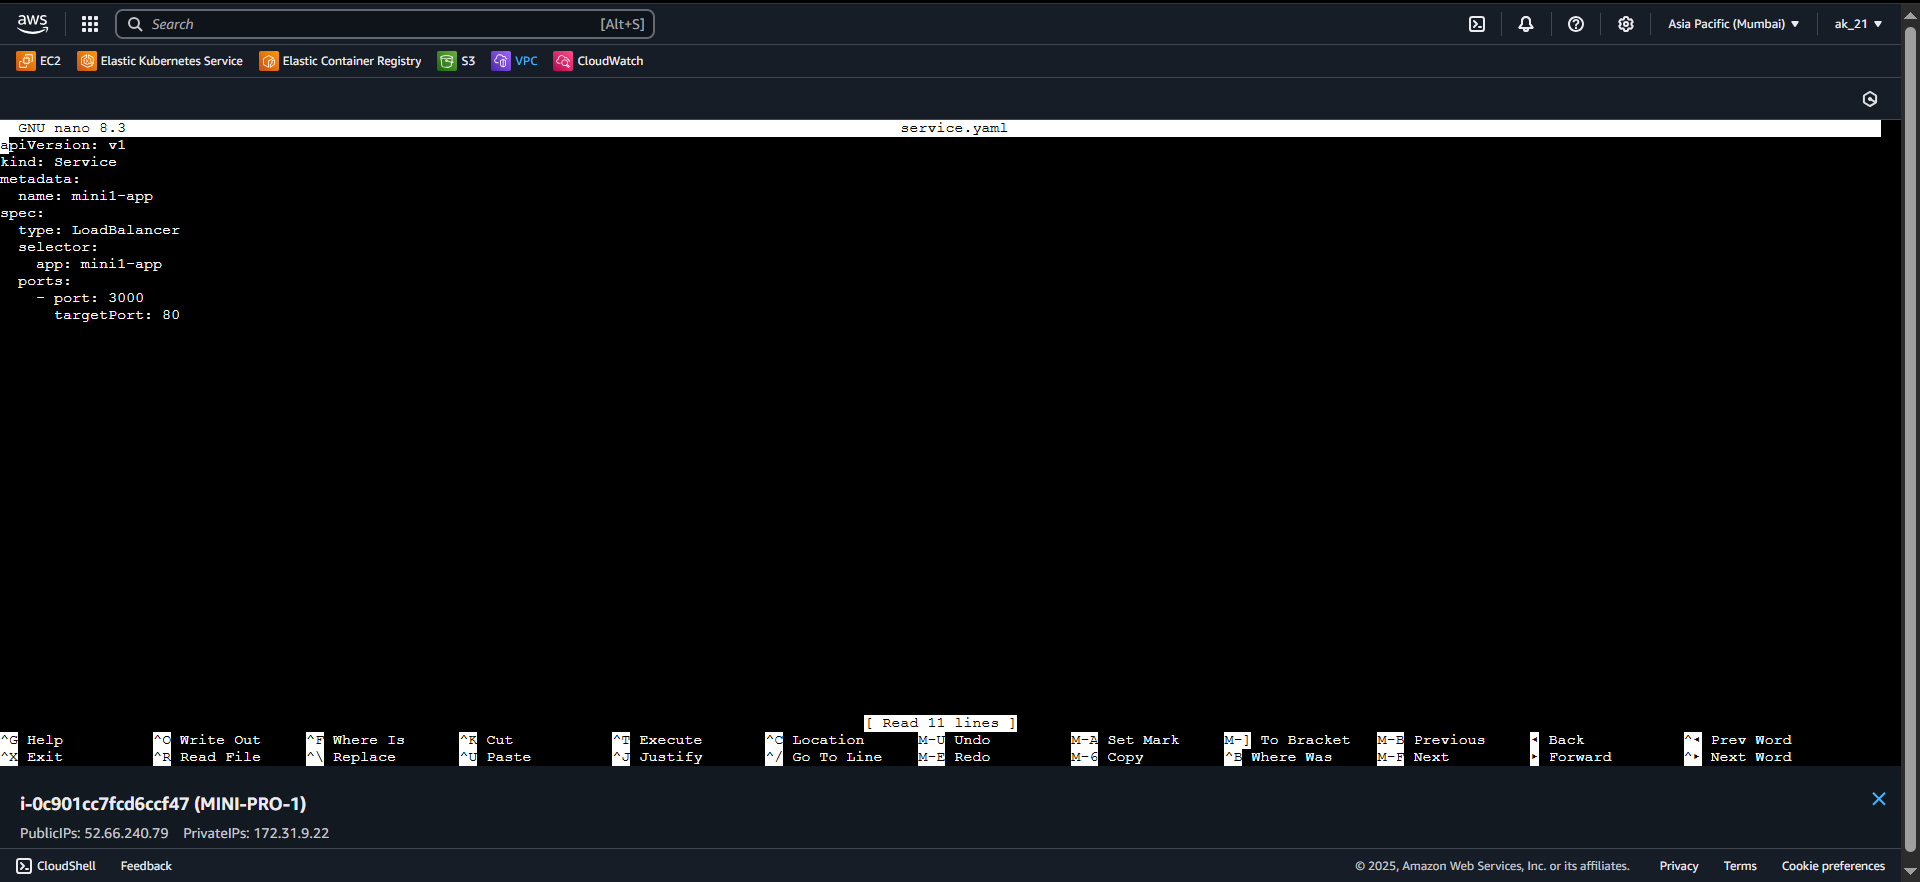 aws
Search [Alt+S]
Asia Pacific (Mumbai) ▼ ak_21 ▼
EC2 Elastic Kubernetes Service Elastic Container Registry S3 VPC CloudWatch
GNU nano 8.3 service.yaml
apiVersion: v1
kind: Service
metadata:
  name: mini1-app
spec:
  type: LoadBalancer
  selector:
    app: mini1-app
  ports:
    - port: 3000
      targetPort: 80
[ Read 11 lines ]
^G Help ^O Write Out ^F Where Is ^K Cut ^T Execute ^C Location M-U Undo M-A Set Mark M-] To Bracket M-B Previous ◂ Back ^◂ Prev Word
^X Exit ^R Read File ^\ Replace ^U Paste ^J Justify ^/ Go To Line M-E Redo M-6 Copy ^B Where Was M-F Next ▸ Forward ^▸ Next Word
i-0c901cc7fcd6ccf47 (MINI-PRO-1)
PublicIPs: 52.66.240.79 PrivateIPs: 172.31.9.22
CloudShell Feedback © 2025, Amazon Web Services, Inc. or its affiliates. Privacy Terms Cookie preferences